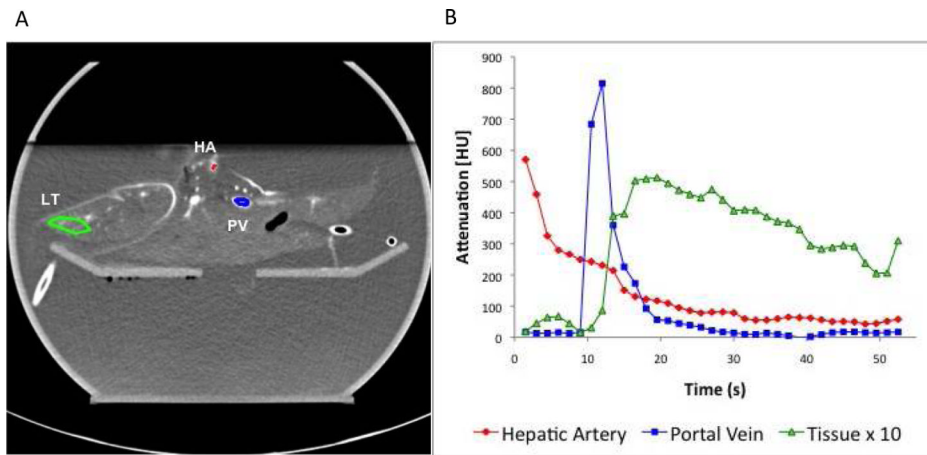 A
B
HA
LT
PV
Attenuation [HU]
900
800
700
600
500
400
300
200
100
0
0 10 20 30 40 50
Time (s)
Hepatic Artery Portal Vein Tissue x 10